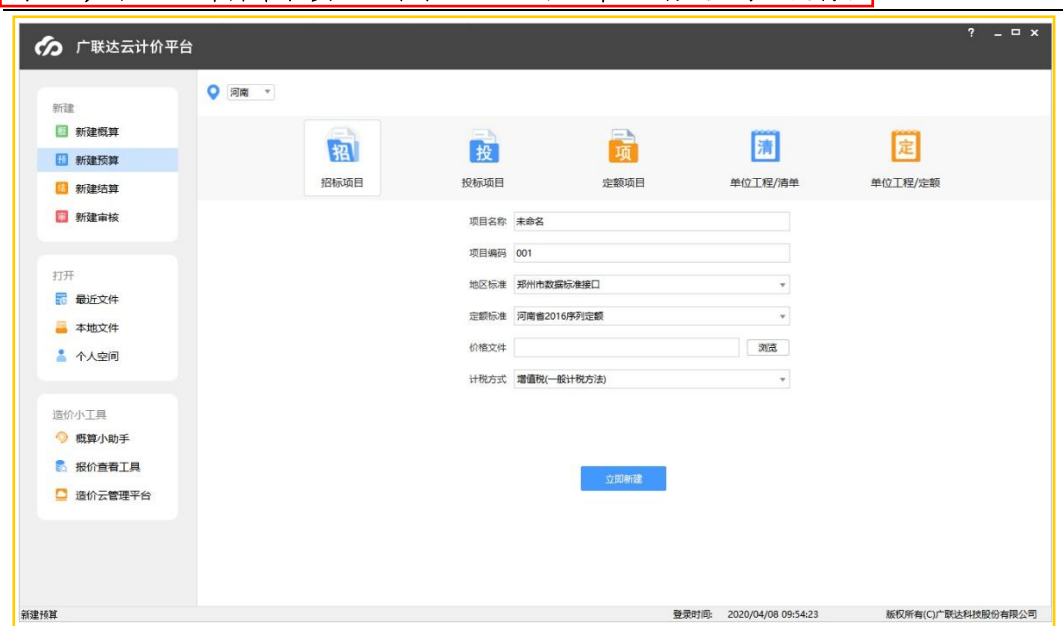 广联达云计价平台
新建
新建概算
新建预算
新建结算
新建审核
打开
最近文件
本地文件
个人空间
造价小工具
概算小助手
报价查看工具
造价云管理平台
河南
招
投
项
清
定
招标项目 投标项目 定额项目 单位工程/清单 单位工程/定额
项目名称 未命名
项目编码 001
地区标准 郑州市数据标准接口
定额标准 河南省2016序列定额
价格文件 浏览
计税方式 增值税(一般计税方法)
立即新建
新建预算 登录时间: 2020/04/08 09:54:23 版权所有(C)广联达科技股份有限公司